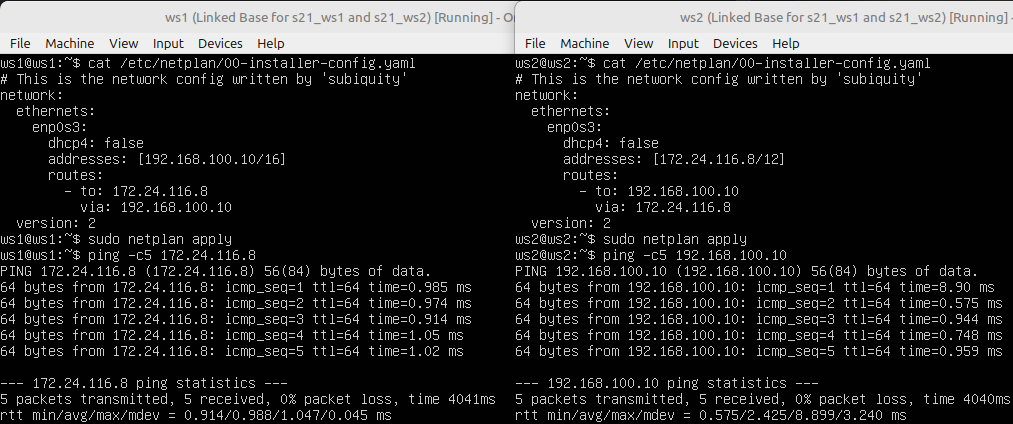 ws1 (Linked Base for s21_ws1 and s21_ws2) [Running] - Or
File Machine View Input Devices Help
ws1@ws1:~$ cat /etc/netplan/00-installer-config.yaml
# This is the network config written by 'subiquity'
network:
  ethernets:
    enp0s3:
      dhcp4: false
      addresses: [192.168.100.10/16]
      routes:
        - to: 172.24.116.8
          via: 192.168.100.10
  version: 2
ws1@ws1:~$ sudo netplan apply
ws1@ws1:~$ ping -c5 172.24.116.8
PING 172.24.116.8 (172.24.116.8) 56(84) bytes of data.
64 bytes from 172.24.116.8: icmp_seq=1 ttl=64 time=0.985 ms
64 bytes from 172.24.116.8: icmp_seq=2 ttl=64 time=0.974 ms
64 bytes from 172.24.116.8: icmp_seq=3 ttl=64 time=0.914 ms
64 bytes from 172.24.116.8: icmp_seq=4 ttl=64 time=1.05 ms
64 bytes from 172.24.116.8: icmp_seq=5 ttl=64 time=1.02 ms
--- 172.24.116.8 ping statistics ---
5 packets transmitted, 5 received, 0% packet loss, time 4041ms
rtt min/avg/max/mdev = 0.914/0.988/1.047/0.045 ms
ws2 (Linked Base for s21_ws1 and s21_ws2) [Running] -
File Machine View Input Devices Help
ws2@ws2:~$ cat /etc/netplan/00-installer-config.yaml
# This is the network config written by 'subiquity'
network:
  ethernets:
    enp0s3:
      dhcp4: false
      addresses: [172.24.116.8/12]
      routes:
        - to: 192.168.100.10
          via: 172.24.116.8
  version: 2
ws2@ws2:~$ sudo netplan apply
ws2@ws2:~$ ping -c5 192.168.100.10
PING 192.168.100.10 (192.168.100.10) 56(84) bytes of data.
64 bytes from 192.168.100.10: icmp_seq=1 ttl=64 time=8.90 ms
64 bytes from 192.168.100.10: icmp_seq=2 ttl=64 time=0.575 ms
64 bytes from 192.168.100.10: icmp_seq=3 ttl=64 time=0.944 ms
64 bytes from 192.168.100.10: icmp_seq=4 ttl=64 time=0.748 ms
64 bytes from 192.168.100.10: icmp_seq=5 ttl=64 time=0.959 ms
--- 192.168.100.10 ping statistics ---
5 packets transmitted, 5 received, 0% packet loss, time 4040ms
rtt min/avg/max/mdev = 0.575/2.425/8.899/3.240 ms